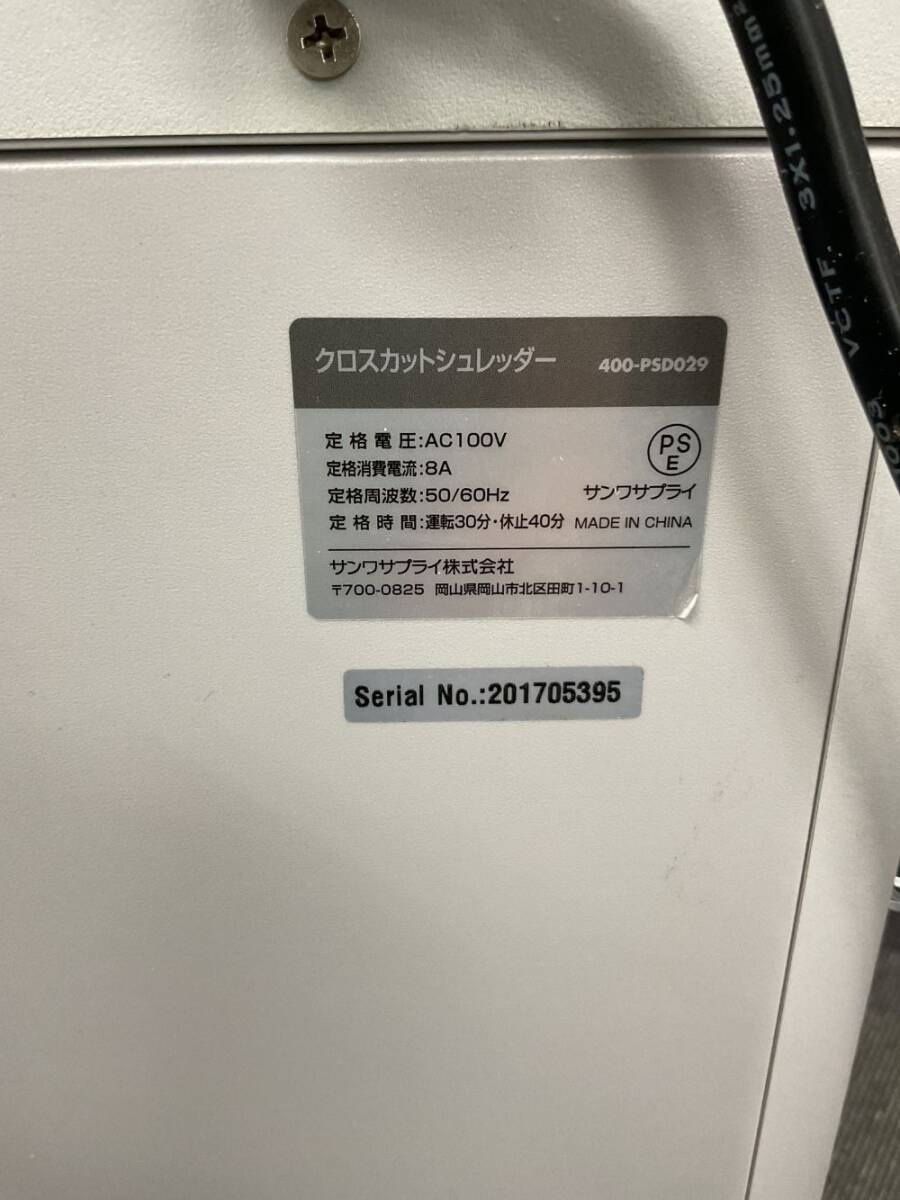 3X1.25mm²
VCTF
クロスカットシュレッダー 400-PSD029
定格電圧:AC100V
定格消費電流:8A
定格周波数:50/60Hz
定格時間:運転30分・休止40分
PS
E
サンワサプライ
MADE IN CHINA
サンワサプライ株式会社
〒700-0825 岡山県岡山市北区田町1-10-1
Serial No.:201705395